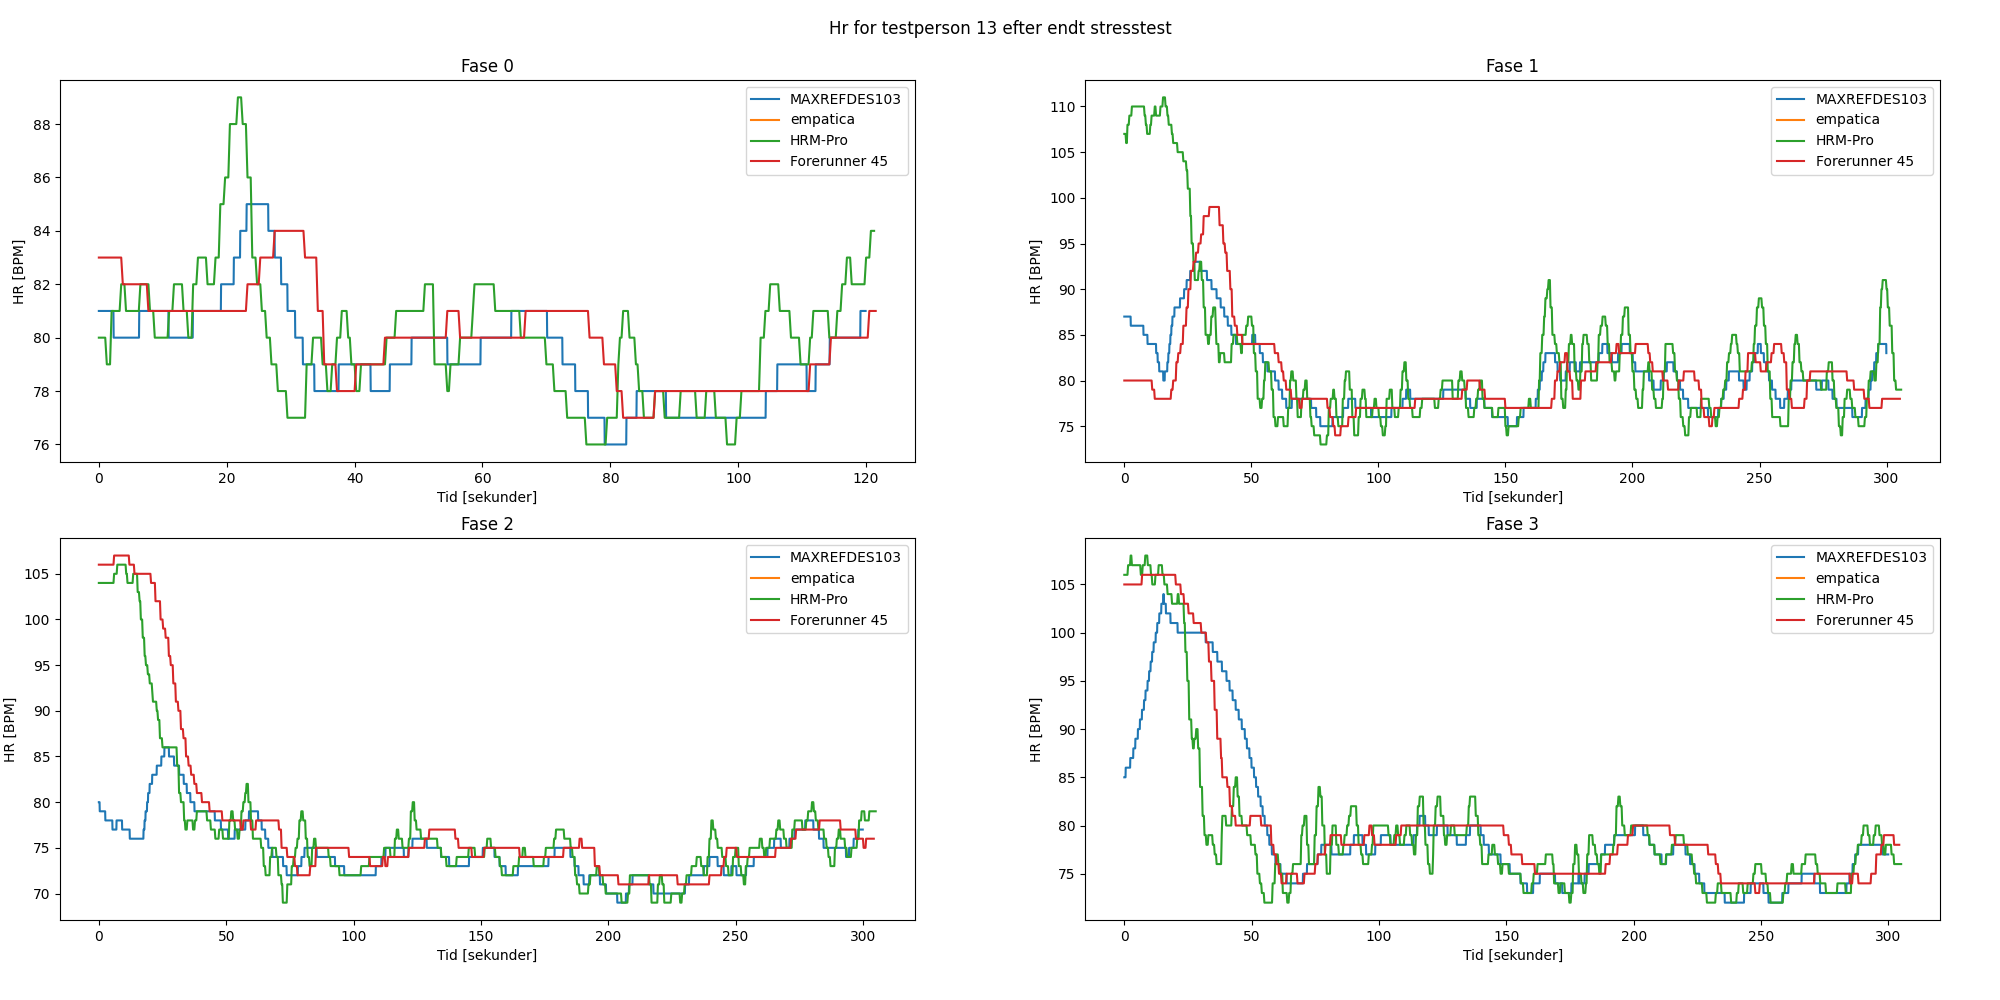 Hr for testperson 13 efter endt stresstest
Fase 0
HR [BPM]
88
86
84
82
80
78
76
MAXREFDES103
empatica
HRM-Pro
Forerunner 45
0 20 40 60 80 100 120
Tid [sekunder]
Fase 1
HR [BPM]
110
105
100
95
90
85
80
75
MAXREFDES103
empatica
HRM-Pro
Forerunner 45
0 50 100 150 200 250 300
Tid [sekunder]
Fase 2
HR [BPM]
105
100
95
90
85
80
75
70
MAXREFDES103
empatica
HRM-Pro
Forerunner 45
0 50 100 150 200 250 300
Tid [sekunder]
Fase 3
HR [BPM]
105
100
95
90
85
80
75
MAXREFDES103
empatica
HRM-Pro
Forerunner 45
0 50 100 150 200 250 300
Tid [sekunder]